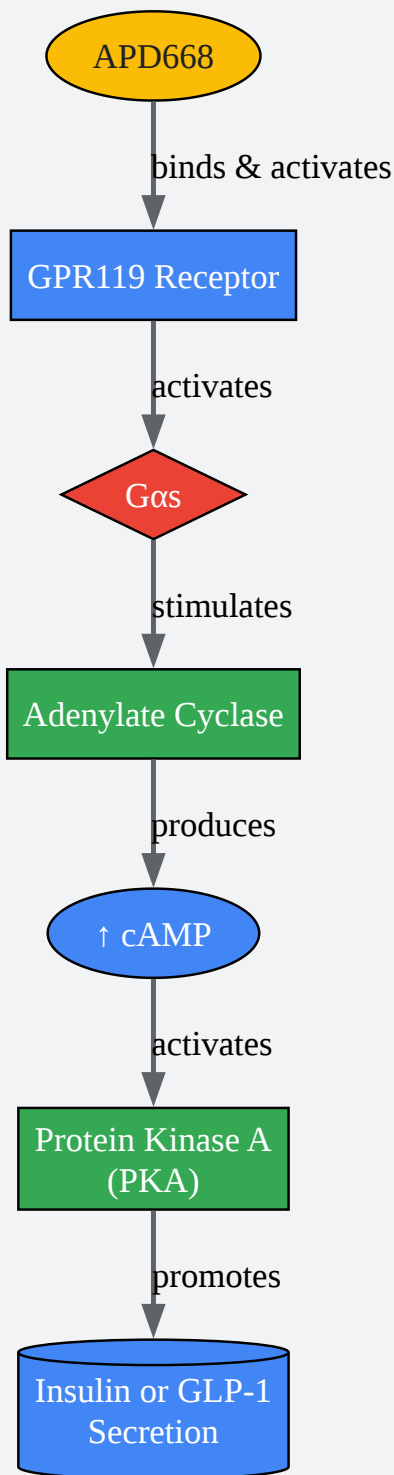 APD668
binds & activates
GPR119 Receptor
activates
Gαs
stimulates
Adenylate Cyclase
produces
↑ cAMP
activates
Protein Kinase A
(PKA)
promotes
Insulin or GLP-1
Secretion